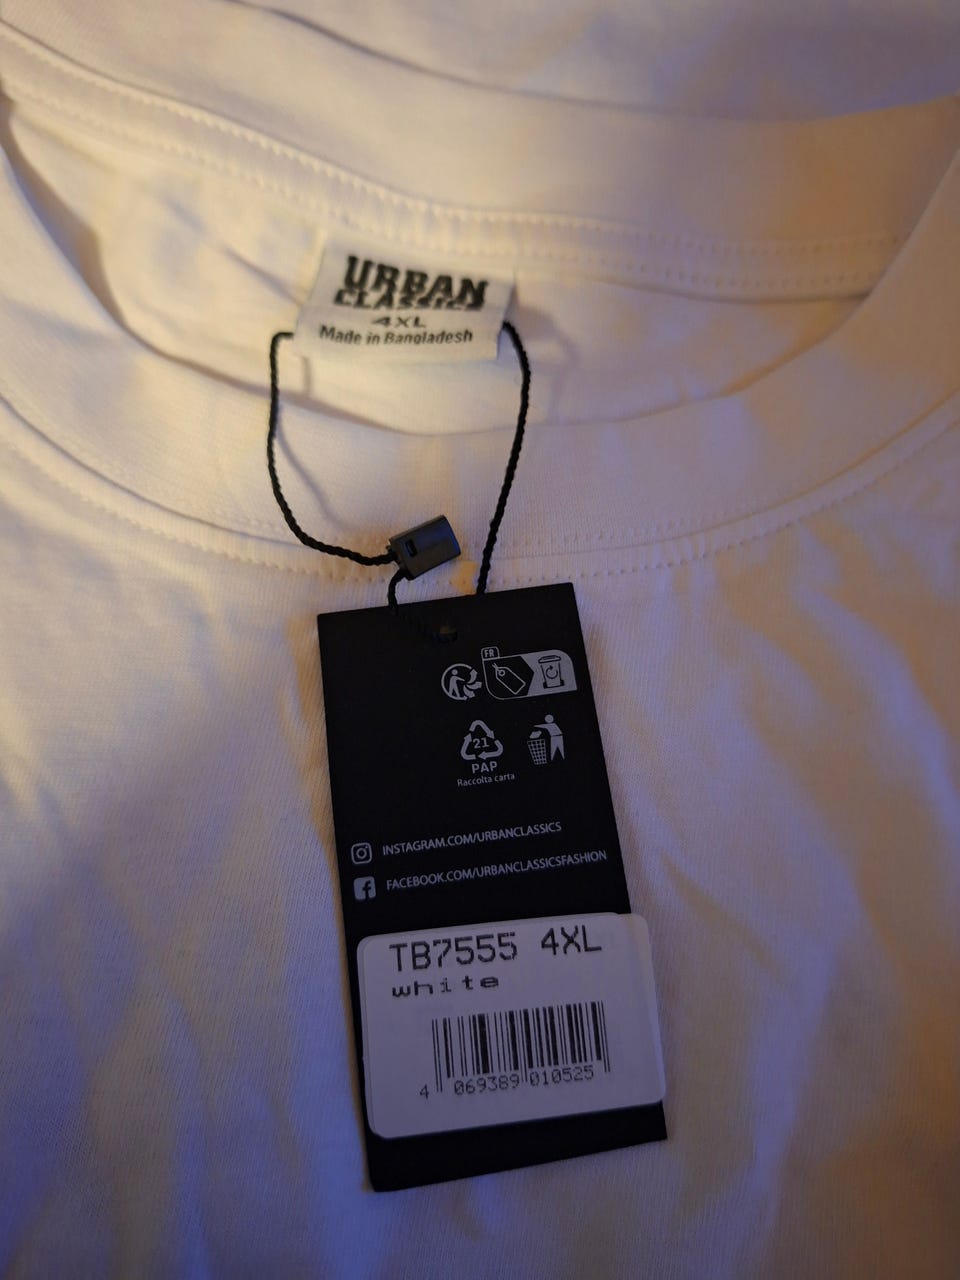 URBAN
CLASSICS
4XL
Made in Bangladesh
FR
21
PAP
Raccolta carta
INSTAGRAM.COM/URBANCLASSICS
FACEBOOK.COM/URBANCLASSICSFASHION
TB7555 4XL
white
4 069389 010525